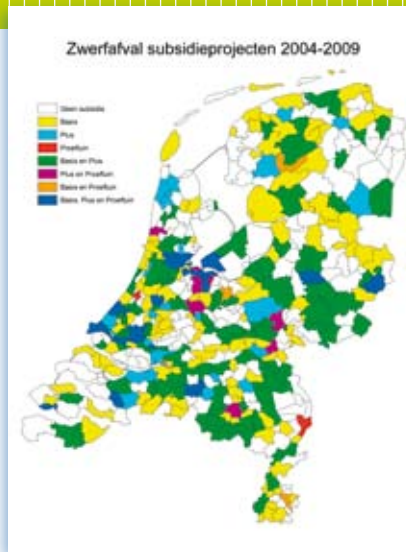 Zwerfafval subsidieprojecten 2004-2009
Geen subsidie
Basis
Plus
Proeftuin
Basis en Plus
Plus en Proeftuin
Basis en Proeftuin
Basis, Plus en Proeftuin